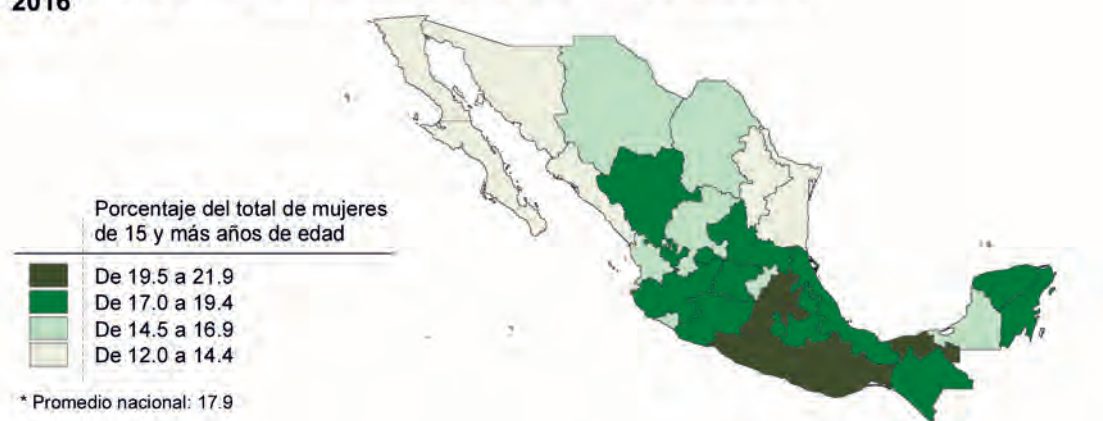 2016
Porcentaje del total de mujeres
de 15 y más años de edad
De 19.5 a 21.9
De 17.0 a 19.4
De 14.5 a 16.9
De 12.0 a 14.4
* Promedio nacional: 17.9